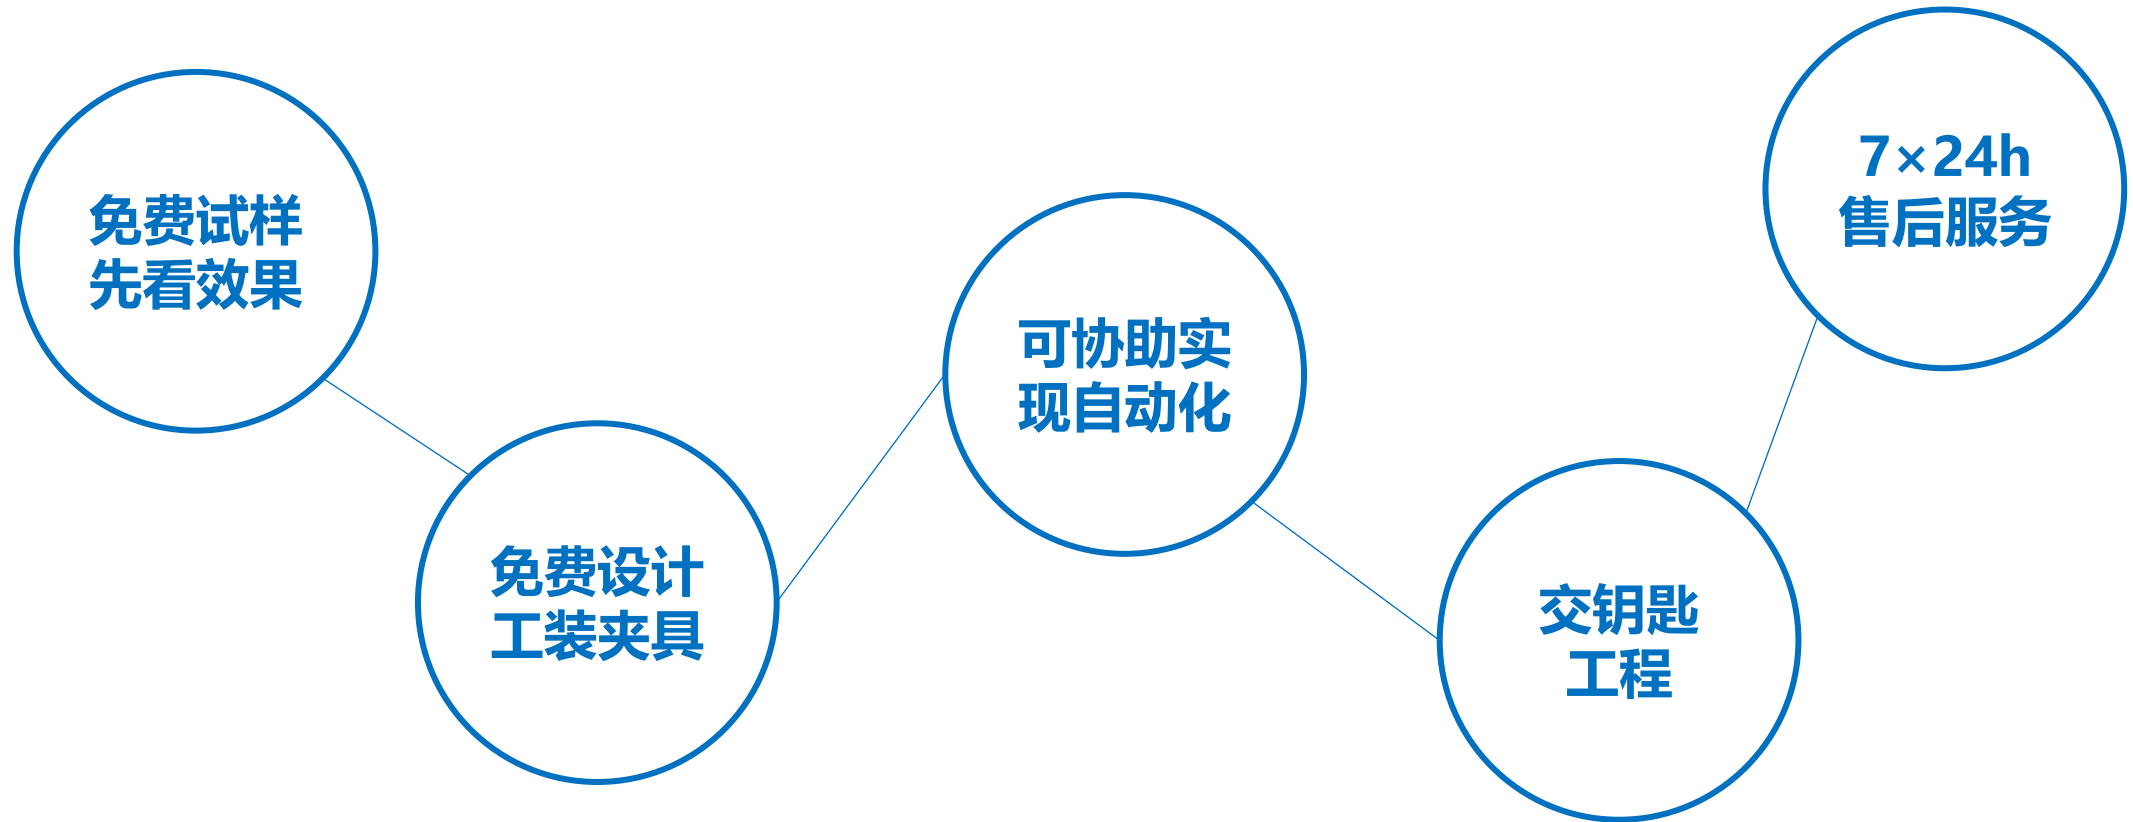 免费试样
先看效果
免费设计
工装夹具
可协助实
现自动化
交钥匙
工程
7×24h
售后服务